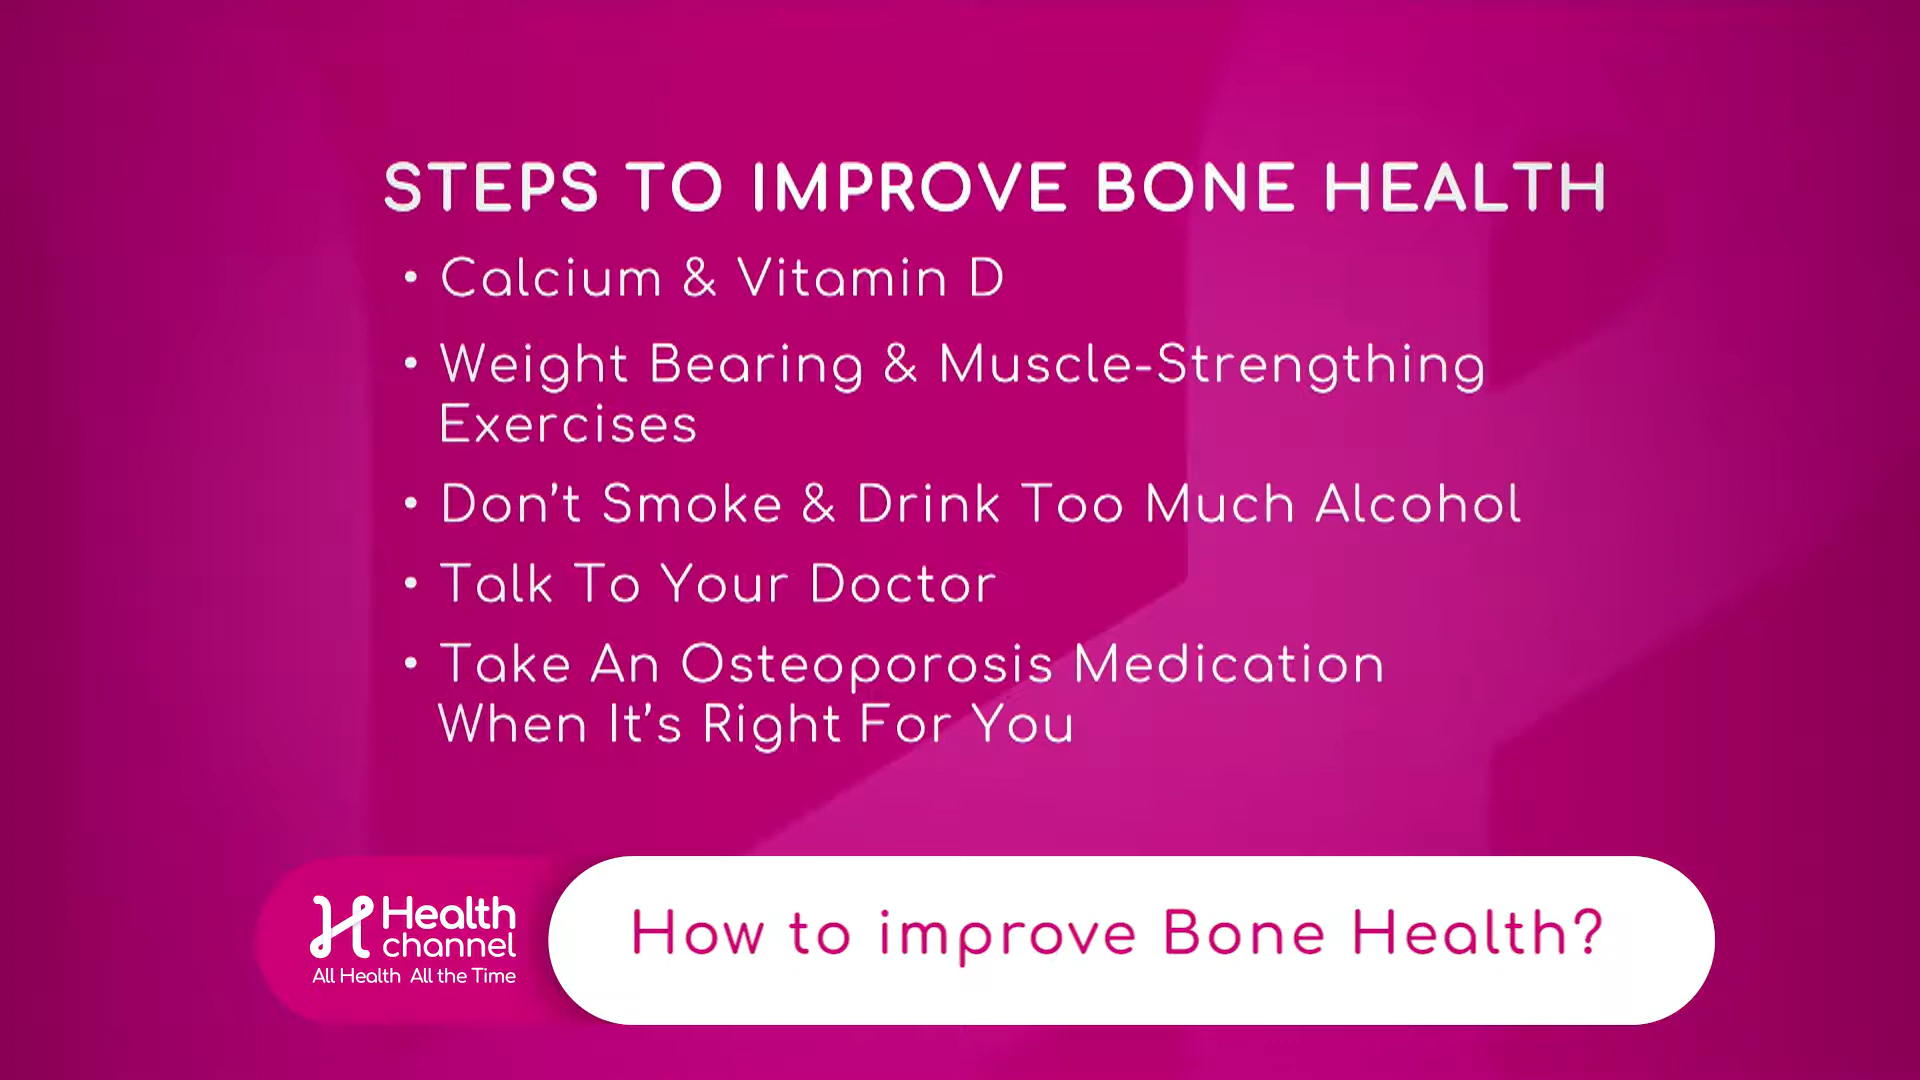 STEPS TO IMPROVE BONE HEALTH
• Calcium & Vitamin D
• Weight Bearing & Muscle-Strengthing
Exercises
• Don't Smoke & Drink Too Much Alcohol
• Talk To Your Doctor
• Take An Osteoporosis Medication
When It's Right For You
Health
channel
All Health All the Time
How to improve Bone Health?